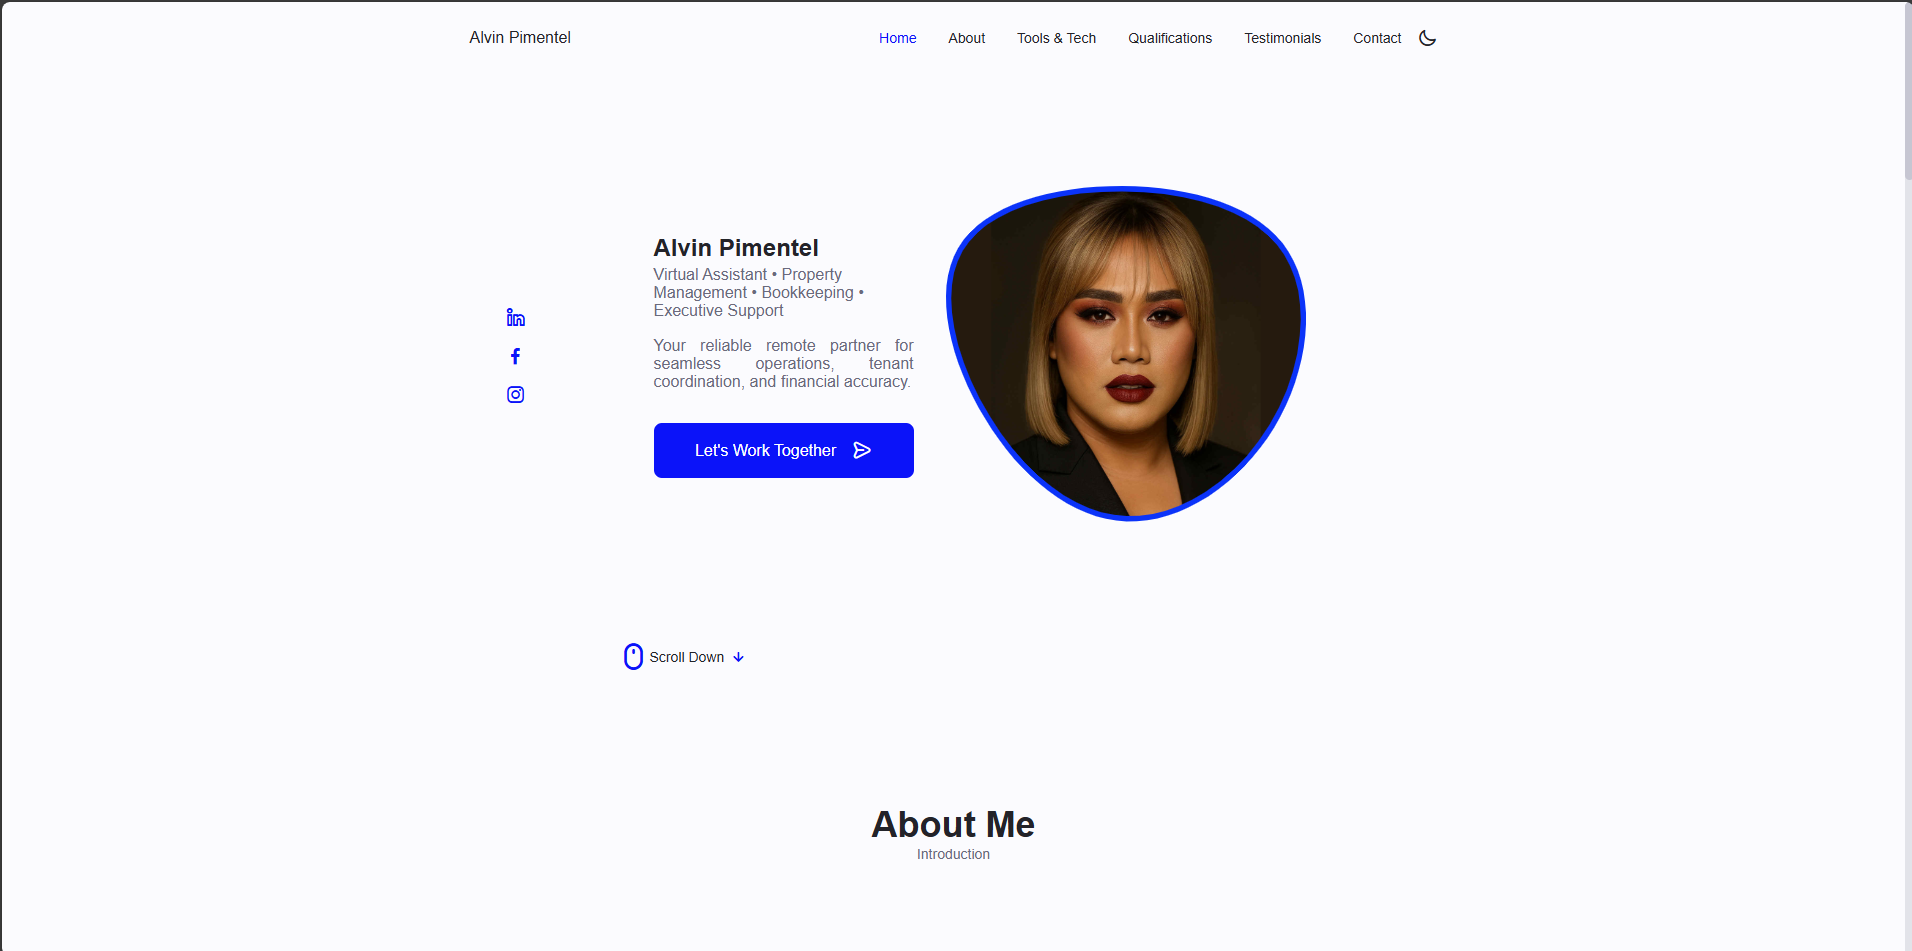 Alvin Pimentel
Home About Tools & Tech Qualifications Testimonials Contact
Alvin Pimentel
Virtual Assistant • Property
Management • Bookkeeping •
Executive Support
Your reliable remote partner for
seamless operations, tenant
coordination, and financial accuracy.
Let's Work Together
Scroll Down
About Me
Introduction